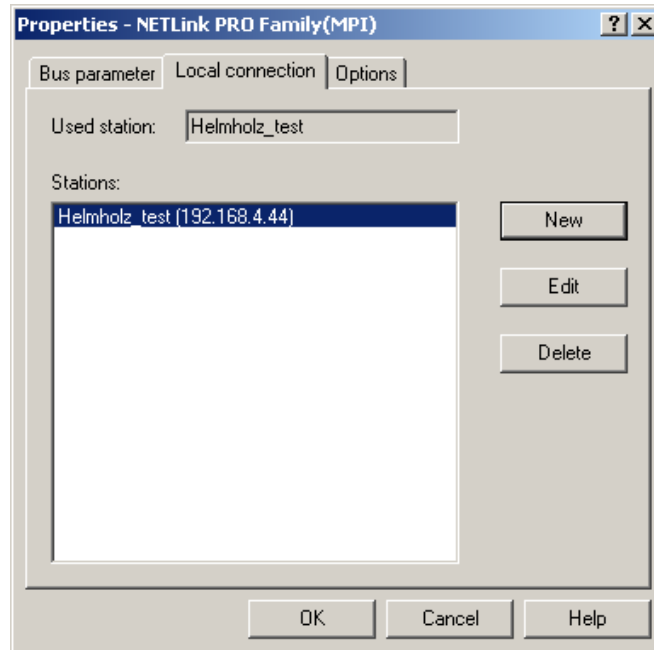 Properties - NETLink PRO Family(MPI)
Bus parameter Local connection Options
Used station: Helmholz_test
Stations:
Helmholz_test (192.168.4.44)
New
Edit
Delete
OK Cancel Help